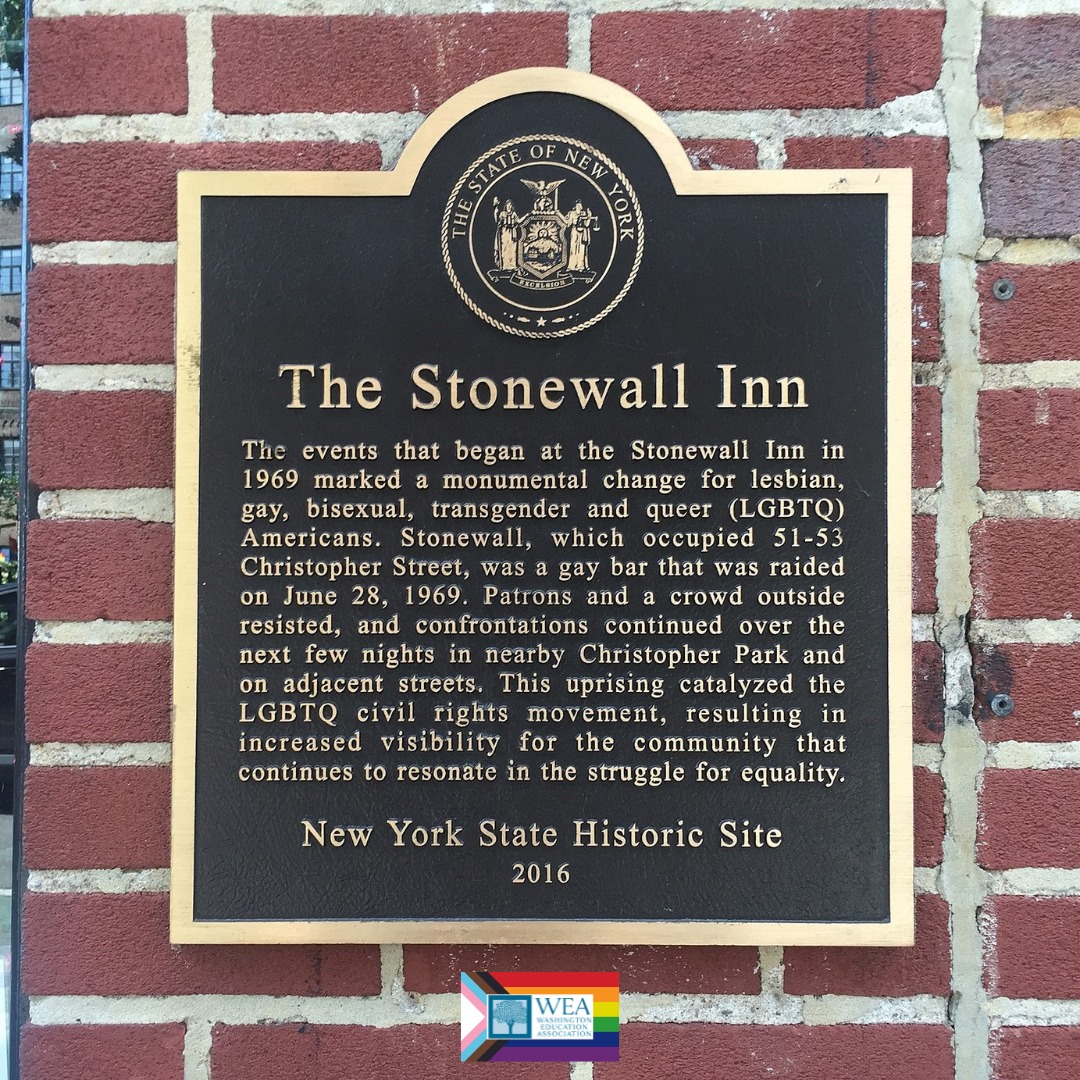 THE STATE OF NEW YORK
EXCELSIOR
The Stonewall Inn
The events that began at the Stonewall Inn in
1969 marked a monumental change for lesbian,
gay, bisexual, transgender and queer (LGBTQ)
Americans. Stonewall, which occupied 51-53
Christopher Street, was a gay bar that was raided
on June 28, 1969. Patrons and a crowd outside
resisted, and confrontations continued over the
next few nights in nearby Christopher Park and
on adjacent streets. This uprising catalyzed the
LGBTQ civil rights movement, resulting in
increased visibility for the community that
continues to resonate in the struggle for equality.
New York State Historic Site
2016
WEA
WASHINGTON
EDUCATION
ASSOCIATION